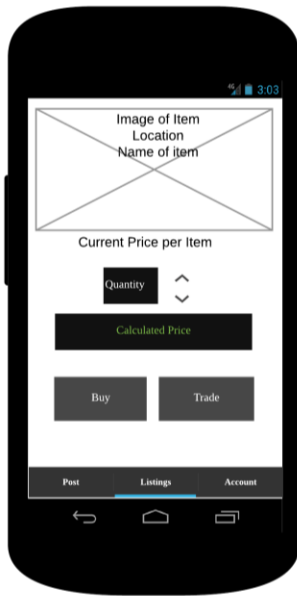 4G 3:03
Image of Item
Location
Name of item
Current Price per Item
Quantity
Calculated Price
Buy Trade
Post Listings Account